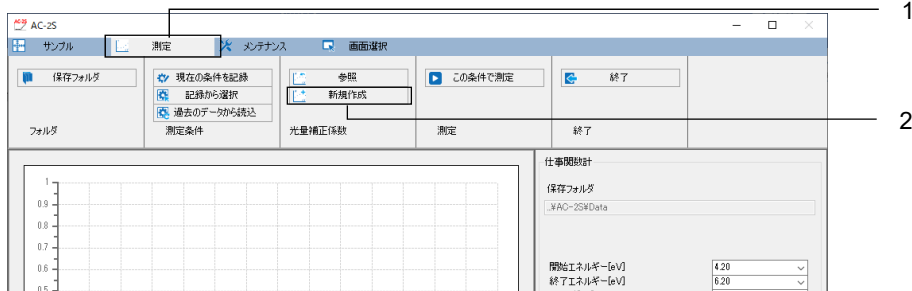 1
AC-2S
サンプル 測定 メンテナンス 画面選択
保存フォルダ 現在の条件を記録 参照 この条件で測定 終了
記録から選択 新規作成
過去のデータから読込
2
フォルダ 測定条件 光量補正係数 測定 終了
仕事関数計
保存フォルダ
.¥AC-2S¥Data
1
0.9
0.8
0.7
0.6
0.5
開始エネルギー[eV] 4.20
終了エネルギー[eV] 6.20